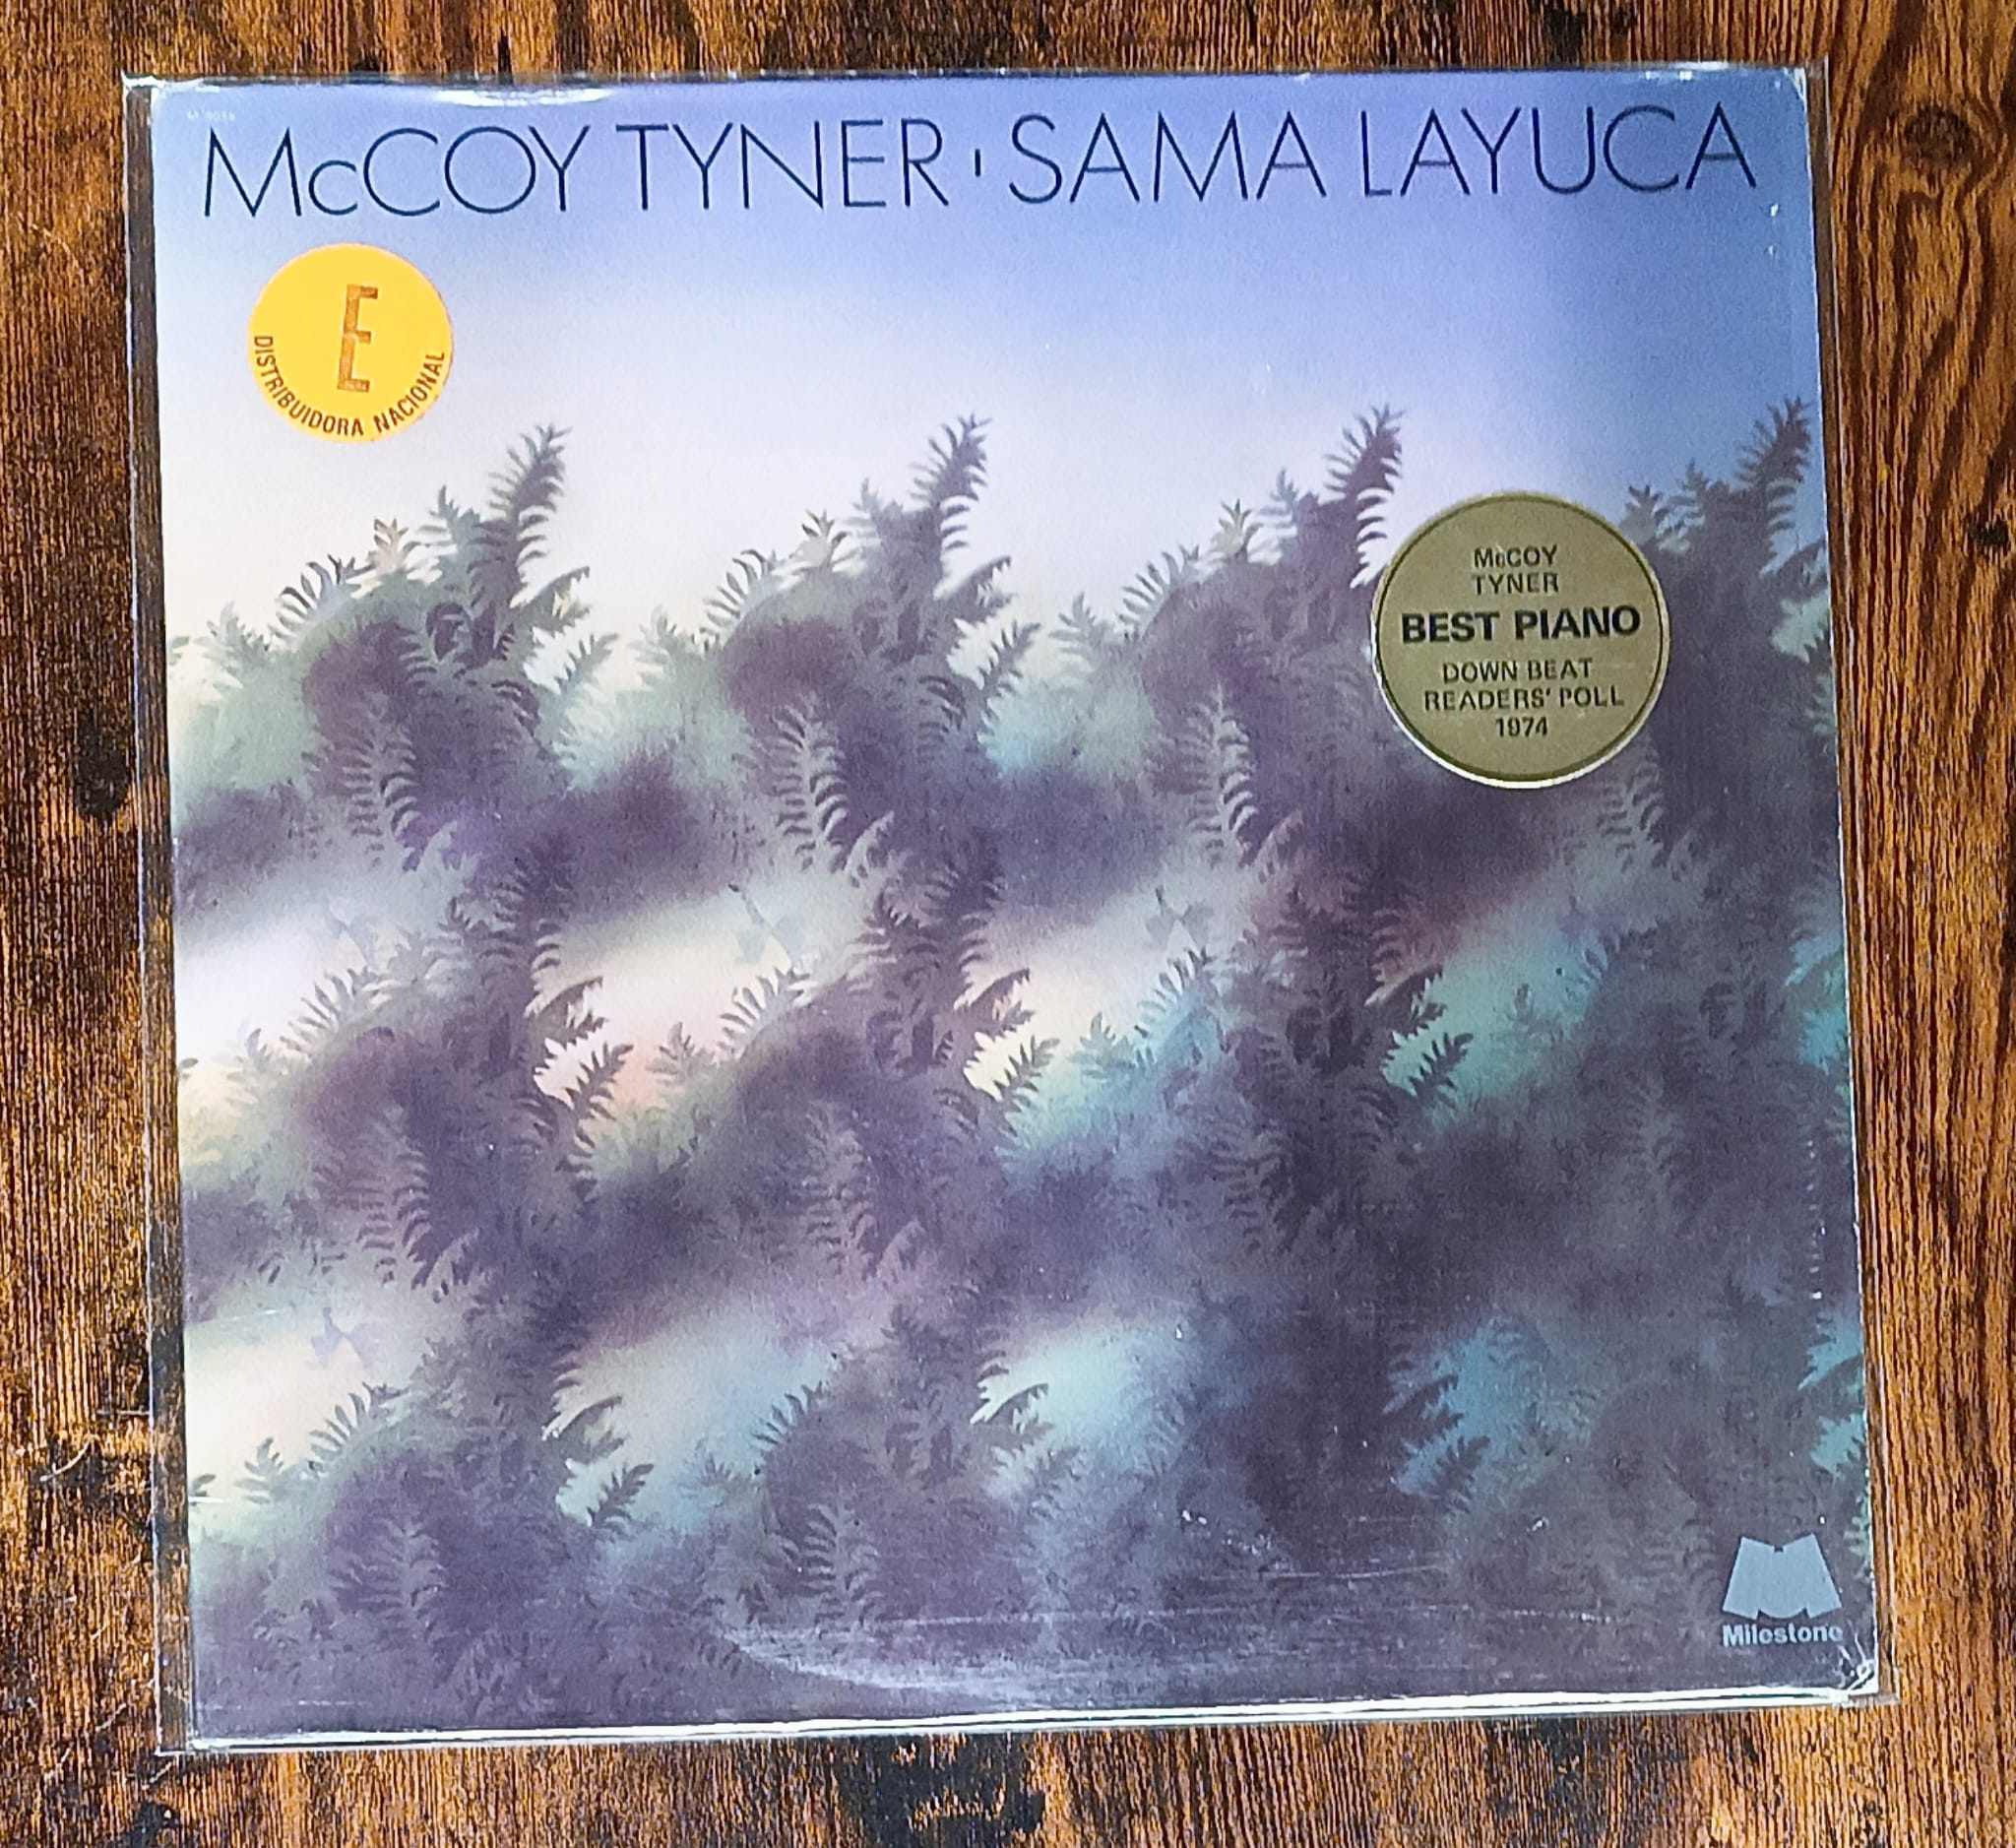 McCOY TYNER · SAMA LAYUCA
E
DISTRIBUIDORA NACIONAL
McCOY
TYNER
BEST PIANO
DOWN BEAT
READERS' POLL
1974
Milestone